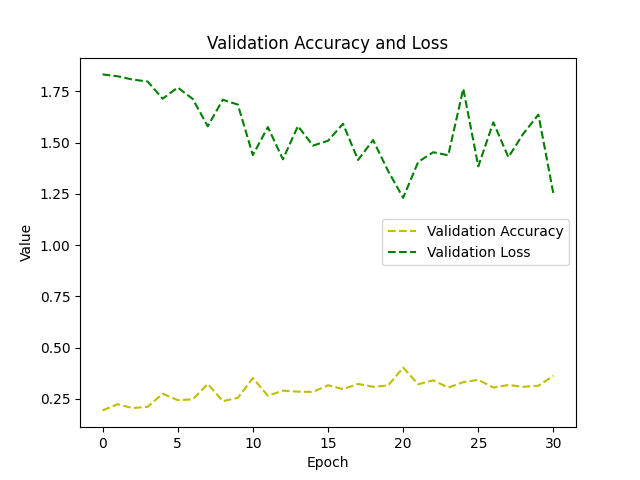 Validation Accuracy and Loss
1.75
1.50
1.25
1.00
0.75
0.50
0.25
Value
Validation Accuracy
Validation Loss
0 5 10 15 20 25 30
Epoch